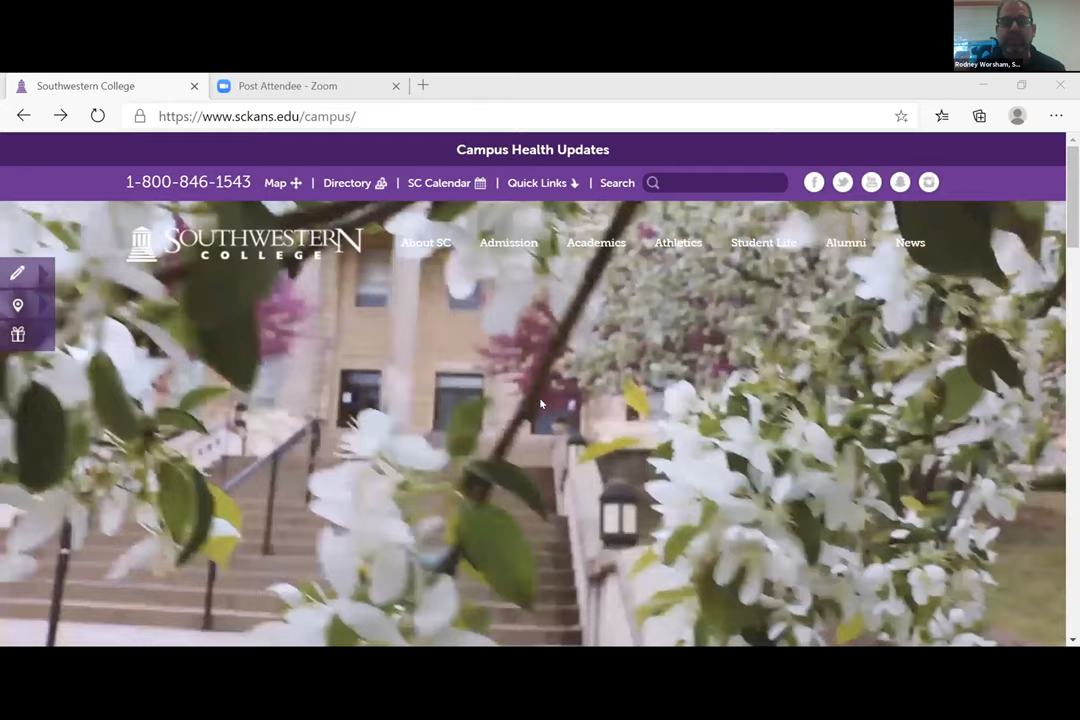 Rodney Worsham, S...
Southwestern College
Post Attendee - Zoom
https://www.sckans.edu/campus/
Campus Health Updates
1-800-846-1543 Map | Directory | SC Calendar | Quick Links | Search
SOUTHWESTERN
COLLEGE
About SC Admission Academics Athletics Student Life Alumni News